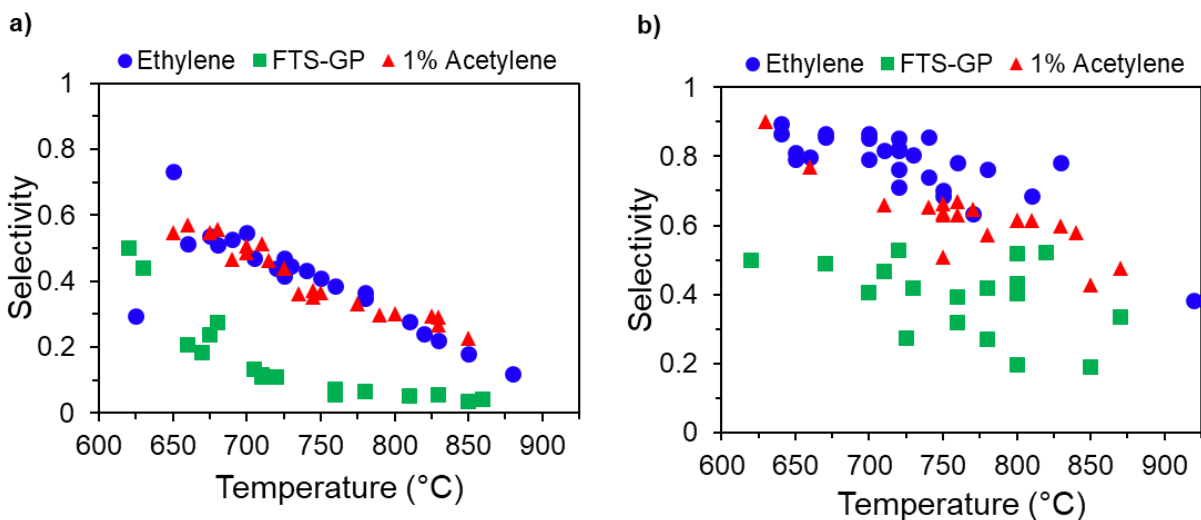 a)
Ethylene FTS-GP 1% Acetylene
1
0.8
0.6
0.4
0.2
0
600 650 700 750 800 850 900
Selectivity
Temperature (°C)
b)
Ethylene FTS-GP 1% Acetylene
1
0.8
0.6
0.4
0.2
0
600 650 700 750 800 850 900
Selectivity
Temperature (°C)